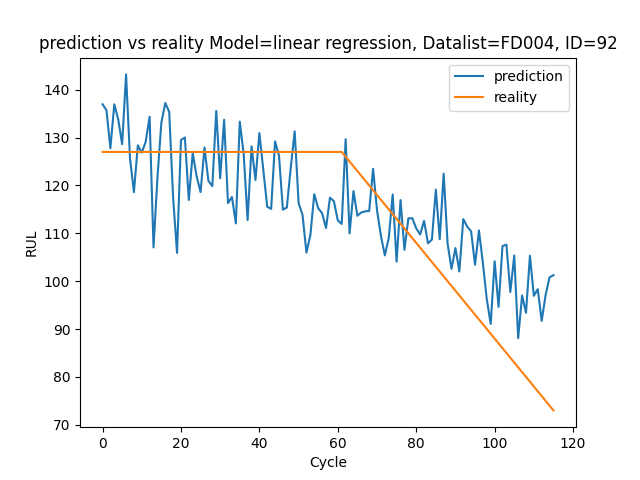 prediction vs reality Model=linear regression, Datalist=FD004, ID=92
prediction
reality
RUL
140
130
120
110
100
90
80
70
0 20 40 60 80 100 120
Cycle